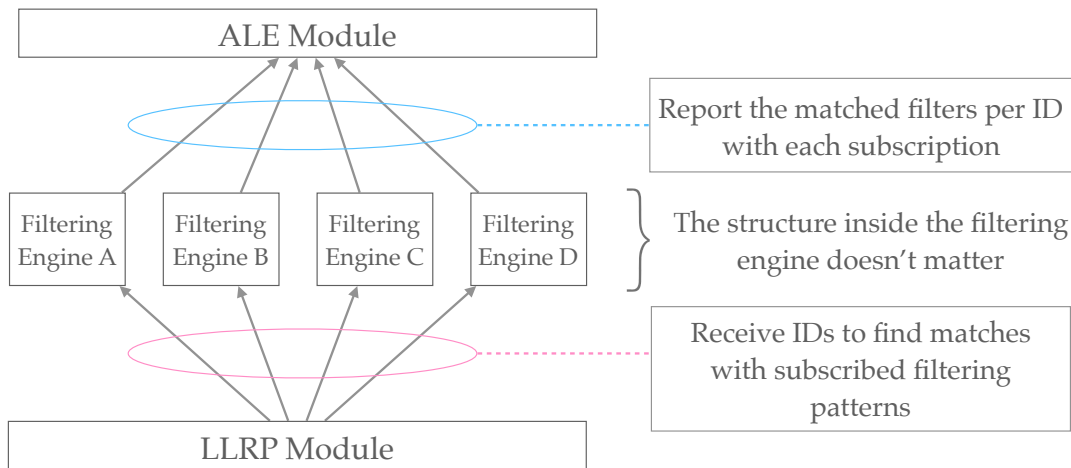 ALE Module
Report the matched filters per ID
with each subscription
Filtering
Engine A
Filtering
Engine B
Filtering
Engine C
Filtering
Engine D
The structure inside the filtering
engine doesn’t matter
Receive IDs to find matches
with subscribed filtering
patterns
LLRP Module